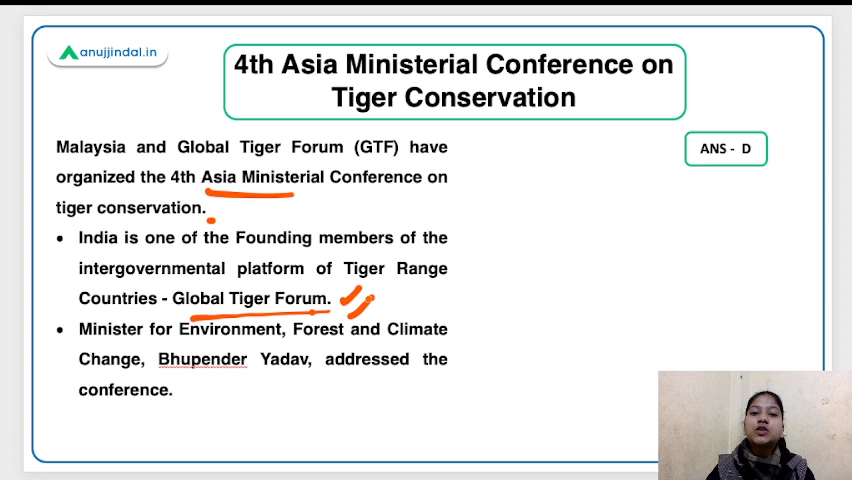 anujjindal.in
4th Asia Ministerial Conference on
Tiger Conservation
Malaysia and Global Tiger Forum (GTF) have
organized the 4th Asia Ministerial Conference on
tiger conservation.
• India is one of the Founding members of the
intergovernmental platform of Tiger Range
Countries - Global Tiger Forum.
• Minister for Environment, Forest and Climate
Change, Bhupender Yadav, addressed the
conference.
ANS - D